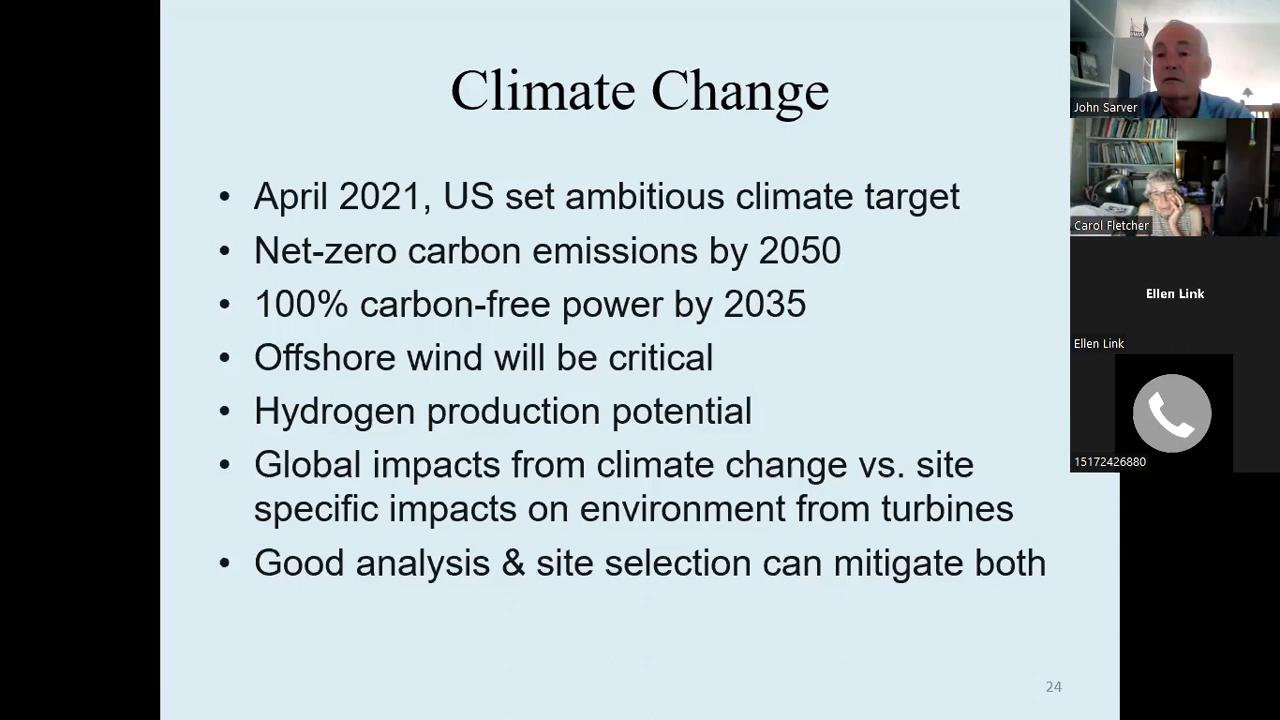 Climate Change
• April 2021, US set ambitious climate target
• Net-zero carbon emissions by 2050
• 100% carbon-free power by 2035
• Offshore wind will be critical
• Hydrogen production potential
• Global impacts from climate change vs. site
specific impacts on environment from turbines
• Good analysis & site selection can mitigate both
24
John Sarver
Carol Fletcher
Ellen Link
Ellen Link
15172426880